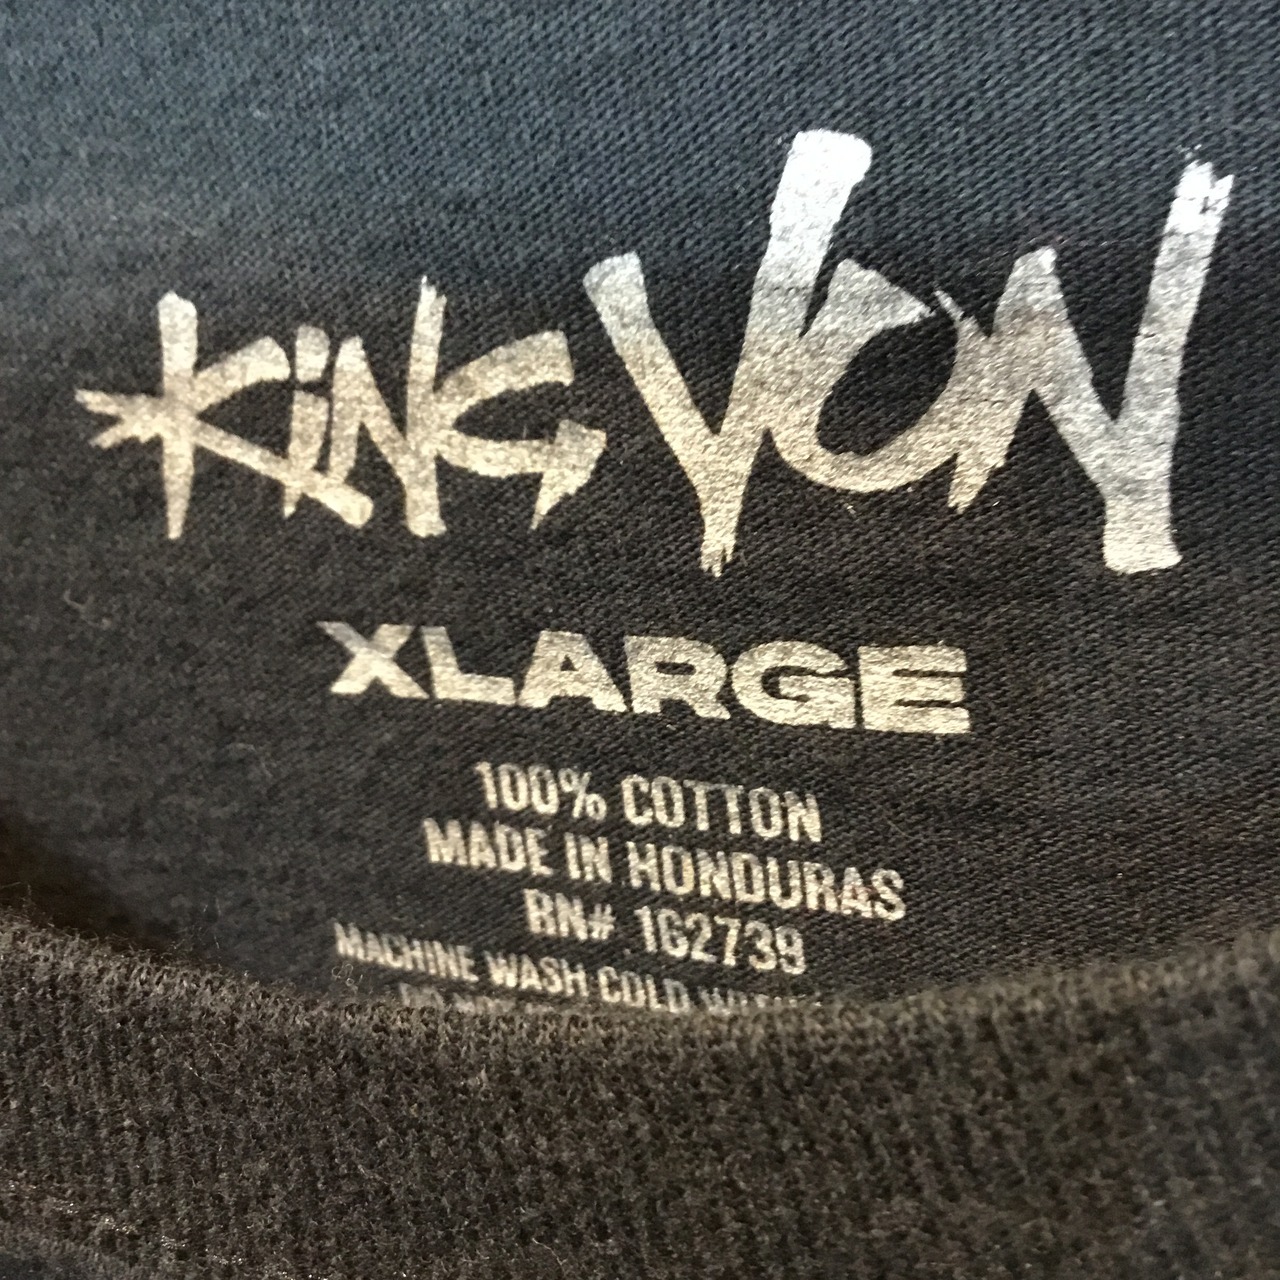 KiNG VON
XLARGE
100% COTTON
MADE IN HONDURAS
RN# 162739
MACHINE WASH COLD